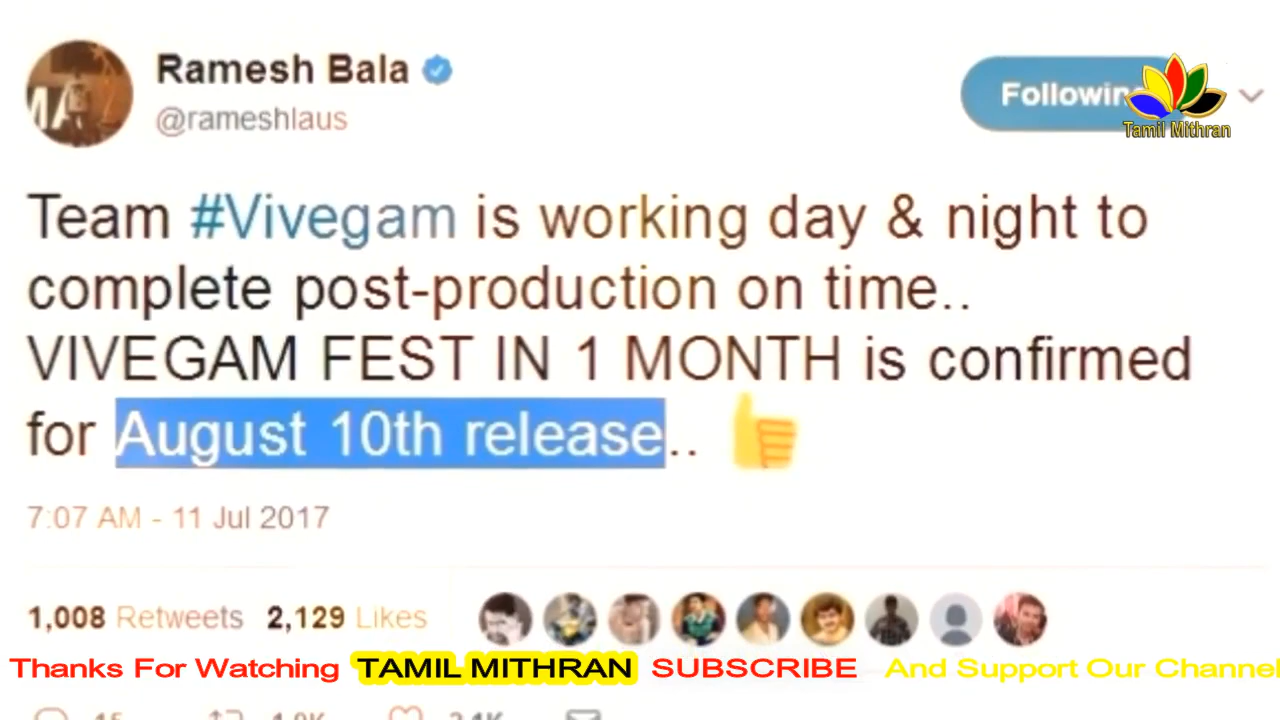 Ramesh Bala
@rameshlaus
Following
Tamil Mithran
Team #Vivegam is working day & night to
complete post-production on time..
VIVEGAM FEST IN 1 MONTH is confirmed
for August 10th release.. 👍
7:07 AM - 11 Jul 2017
1,008 Retweets 2,129 Likes
Thanks For Watching TAMIL MITHRAN SUBSCRIBE And Support Our Channel